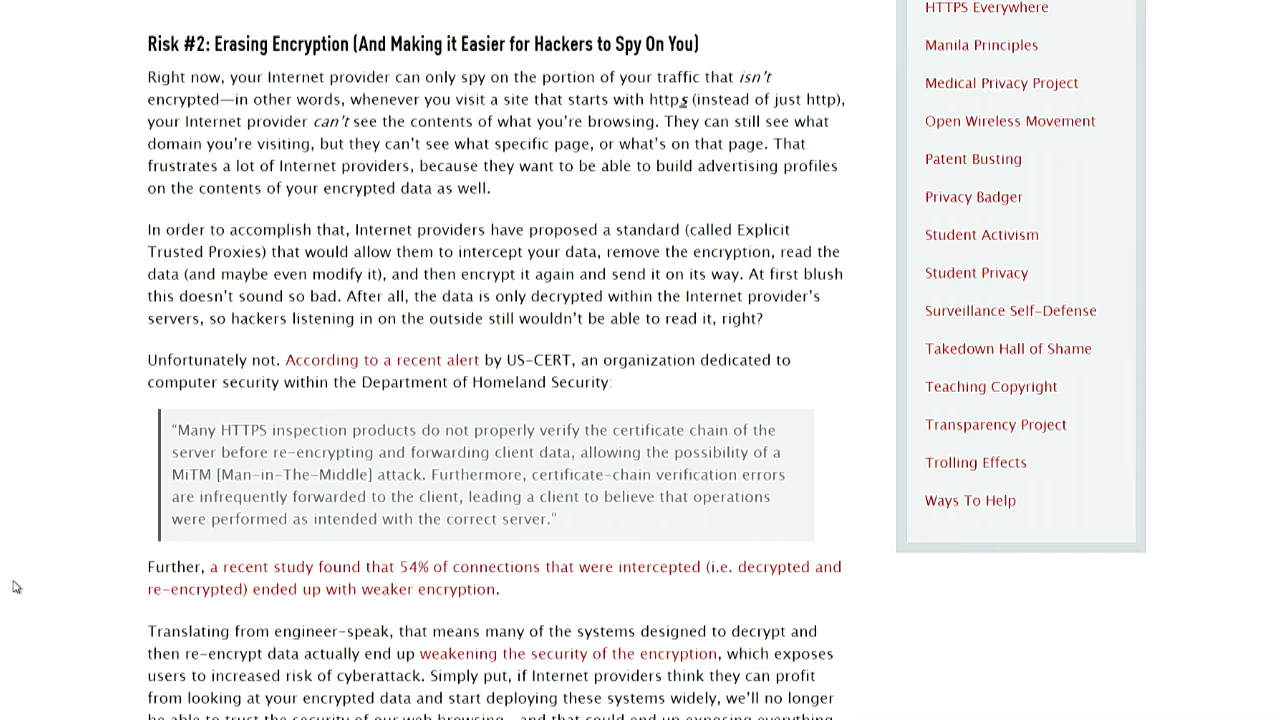 Risk #2: Erasing Encryption (And Making it Easier for Hackers to Spy On You)
Right now, your Internet provider can only spy on the portion of your traffic that isn't
encrypted—in other words, whenever you visit a site that starts with https (instead of just http),
your Internet provider can't see the contents of what you're browsing. They can still see what
domain you're visiting, but they can't see what specific page, or what's on that page. That
frustrates a lot of Internet providers, because they want to be able to build advertising profiles
on the contents of your encrypted data as well.
In order to accomplish that, Internet providers have proposed a standard (called Explicit
Trusted Proxies) that would allow them to intercept your data, remove the encryption, read the
data (and maybe even modify it), and then encrypt it again and send it on its way. At first blush
this doesn't sound so bad. After all, the data is only decrypted within the Internet provider's
servers, so hackers listening in on the outside still wouldn't be able to read it, right?
Unfortunately not. According to a recent alert by US-CERT, an organization dedicated to
computer security within the Department of Homeland Security:
"Many HTTPS inspection products do not properly verify the certificate chain of the
server before re-encrypting and forwarding client data, allowing the possibility of a
MiTM [Man-in-The-Middle] attack. Furthermore, certificate-chain verification errors
are infrequently forwarded to the client, leading a client to believe that operations
were performed as intended with the correct server."
Further, a recent study found that 54% of connections that were intercepted (i.e. decrypted and
re-encrypted) ended up with weaker encryption.
Translating from engineer-speak, that means many of the systems designed to decrypt and
then re-encrypt data actually end up weakening the security of the encryption, which exposes
users to increased risk of cyberattack. Simply put, if Internet providers think they can profit
from looking at your encrypted data and start deploying these systems widely, we'll no longer
be able to trust the security of our web browsing—and that could end up exposing everything
HTTPS Everywhere
Manila Principles
Medical Privacy Project
Open Wireless Movement
Patent Busting
Privacy Badger
Student Activism
Student Privacy
Surveillance Self-Defense
Takedown Hall of Shame
Teaching Copyright
Transparency Project
Trolling Effects
Ways To Help